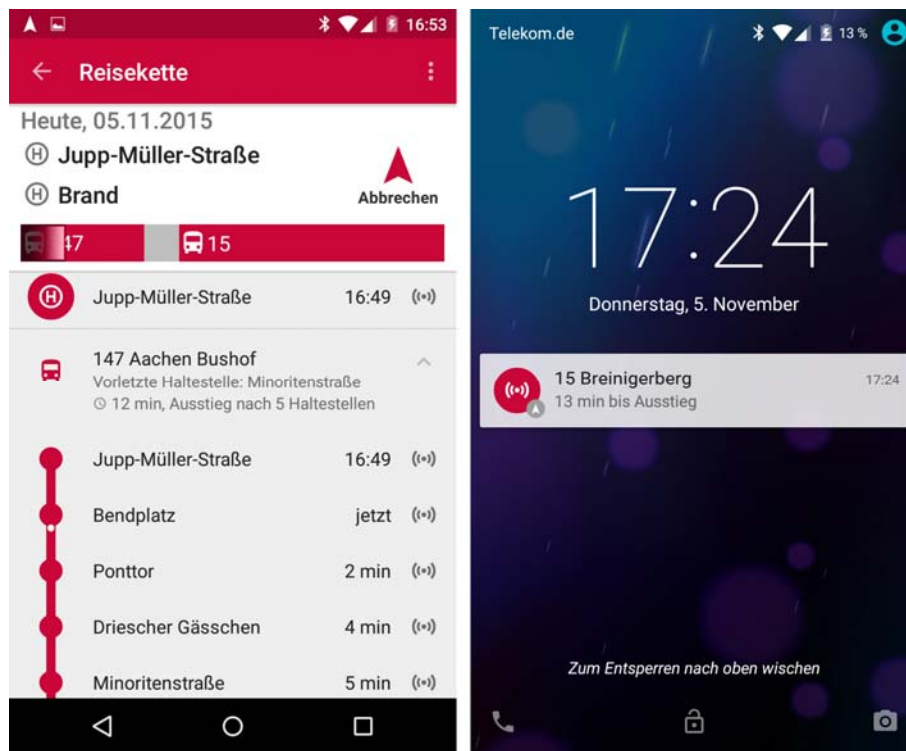 16:53
Reisekette
Heute, 05.11.2015
H Jupp-Müller-Straße
H Brand
Abbrechen
47
15
H Jupp-Müller-Straße 16:49
147 Aachen Bushof
Vorletzte Haltestelle: Minoritenstraße
12 min, Ausstieg nach 5 Haltestellen
Jupp-Müller-Straße 16:49
Bendplatz jetzt
Ponttor 2 min
Driescher Gässchen 4 min
Minoritenstraße 5 min
Telekom.de 13 %
17:24
Donnerstag, 5. November
15 Breinigerberg 17:24
13 min bis Ausstieg
Zum Entsperren nach oben wischen